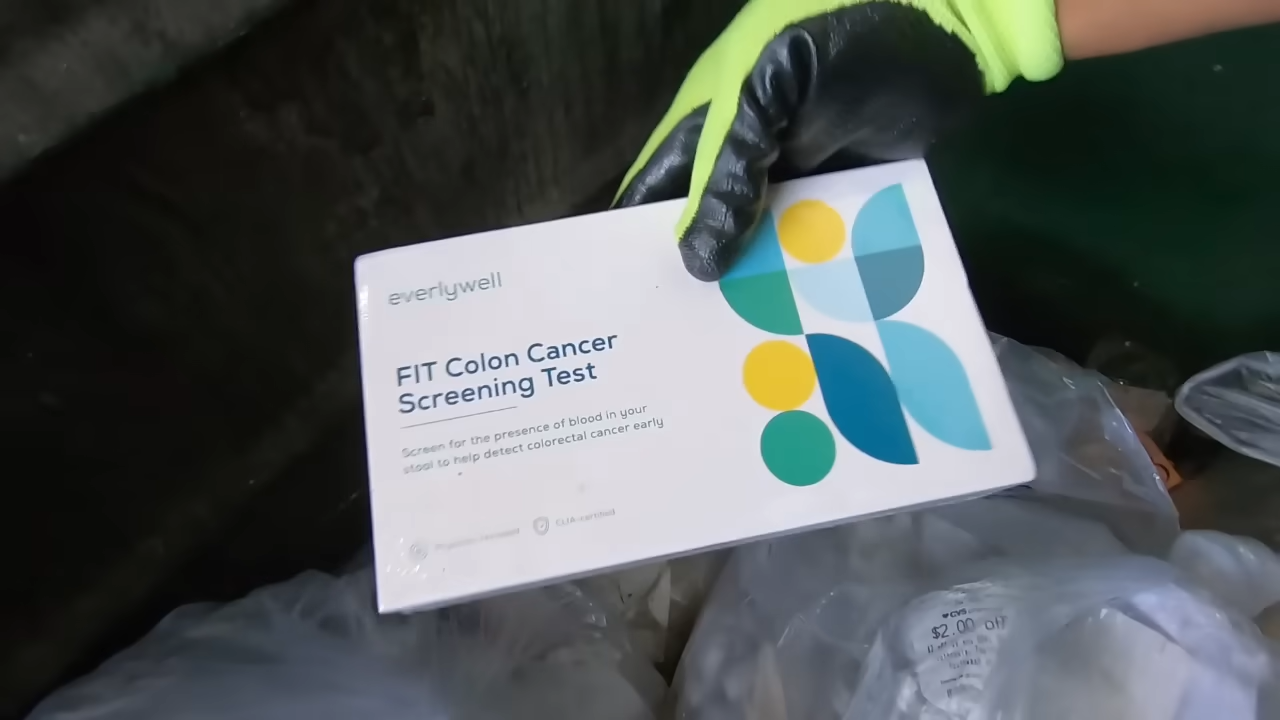 everlywell
FIT Colon Cancer
Screening Test
Screen for the presence of blood in your
stool to help detect colorectal cancer early
CLIA-certified
CVS
$2.00 Off